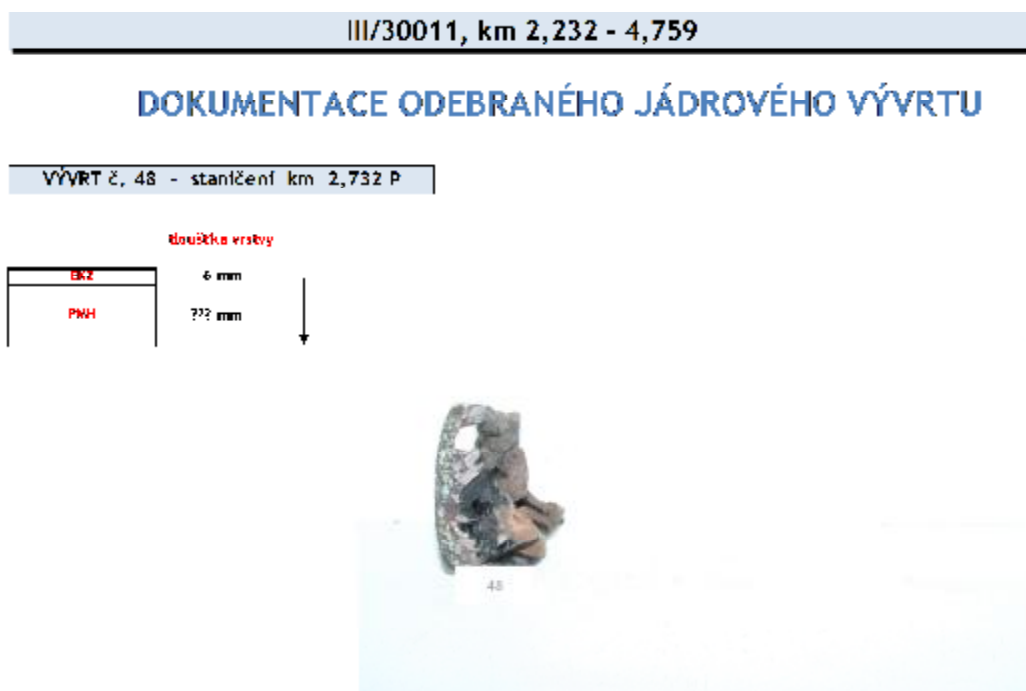 III/30011, km 2,232 - 4,759
DOKUMENTACE ODEBRANÉHO JÁDROVÉHO VÝVRTU
VÝVRT č. 48 - staničení km 2,732 P
tloušťka vrstvy
EKZ 6 mm
PMH ??? mm
48